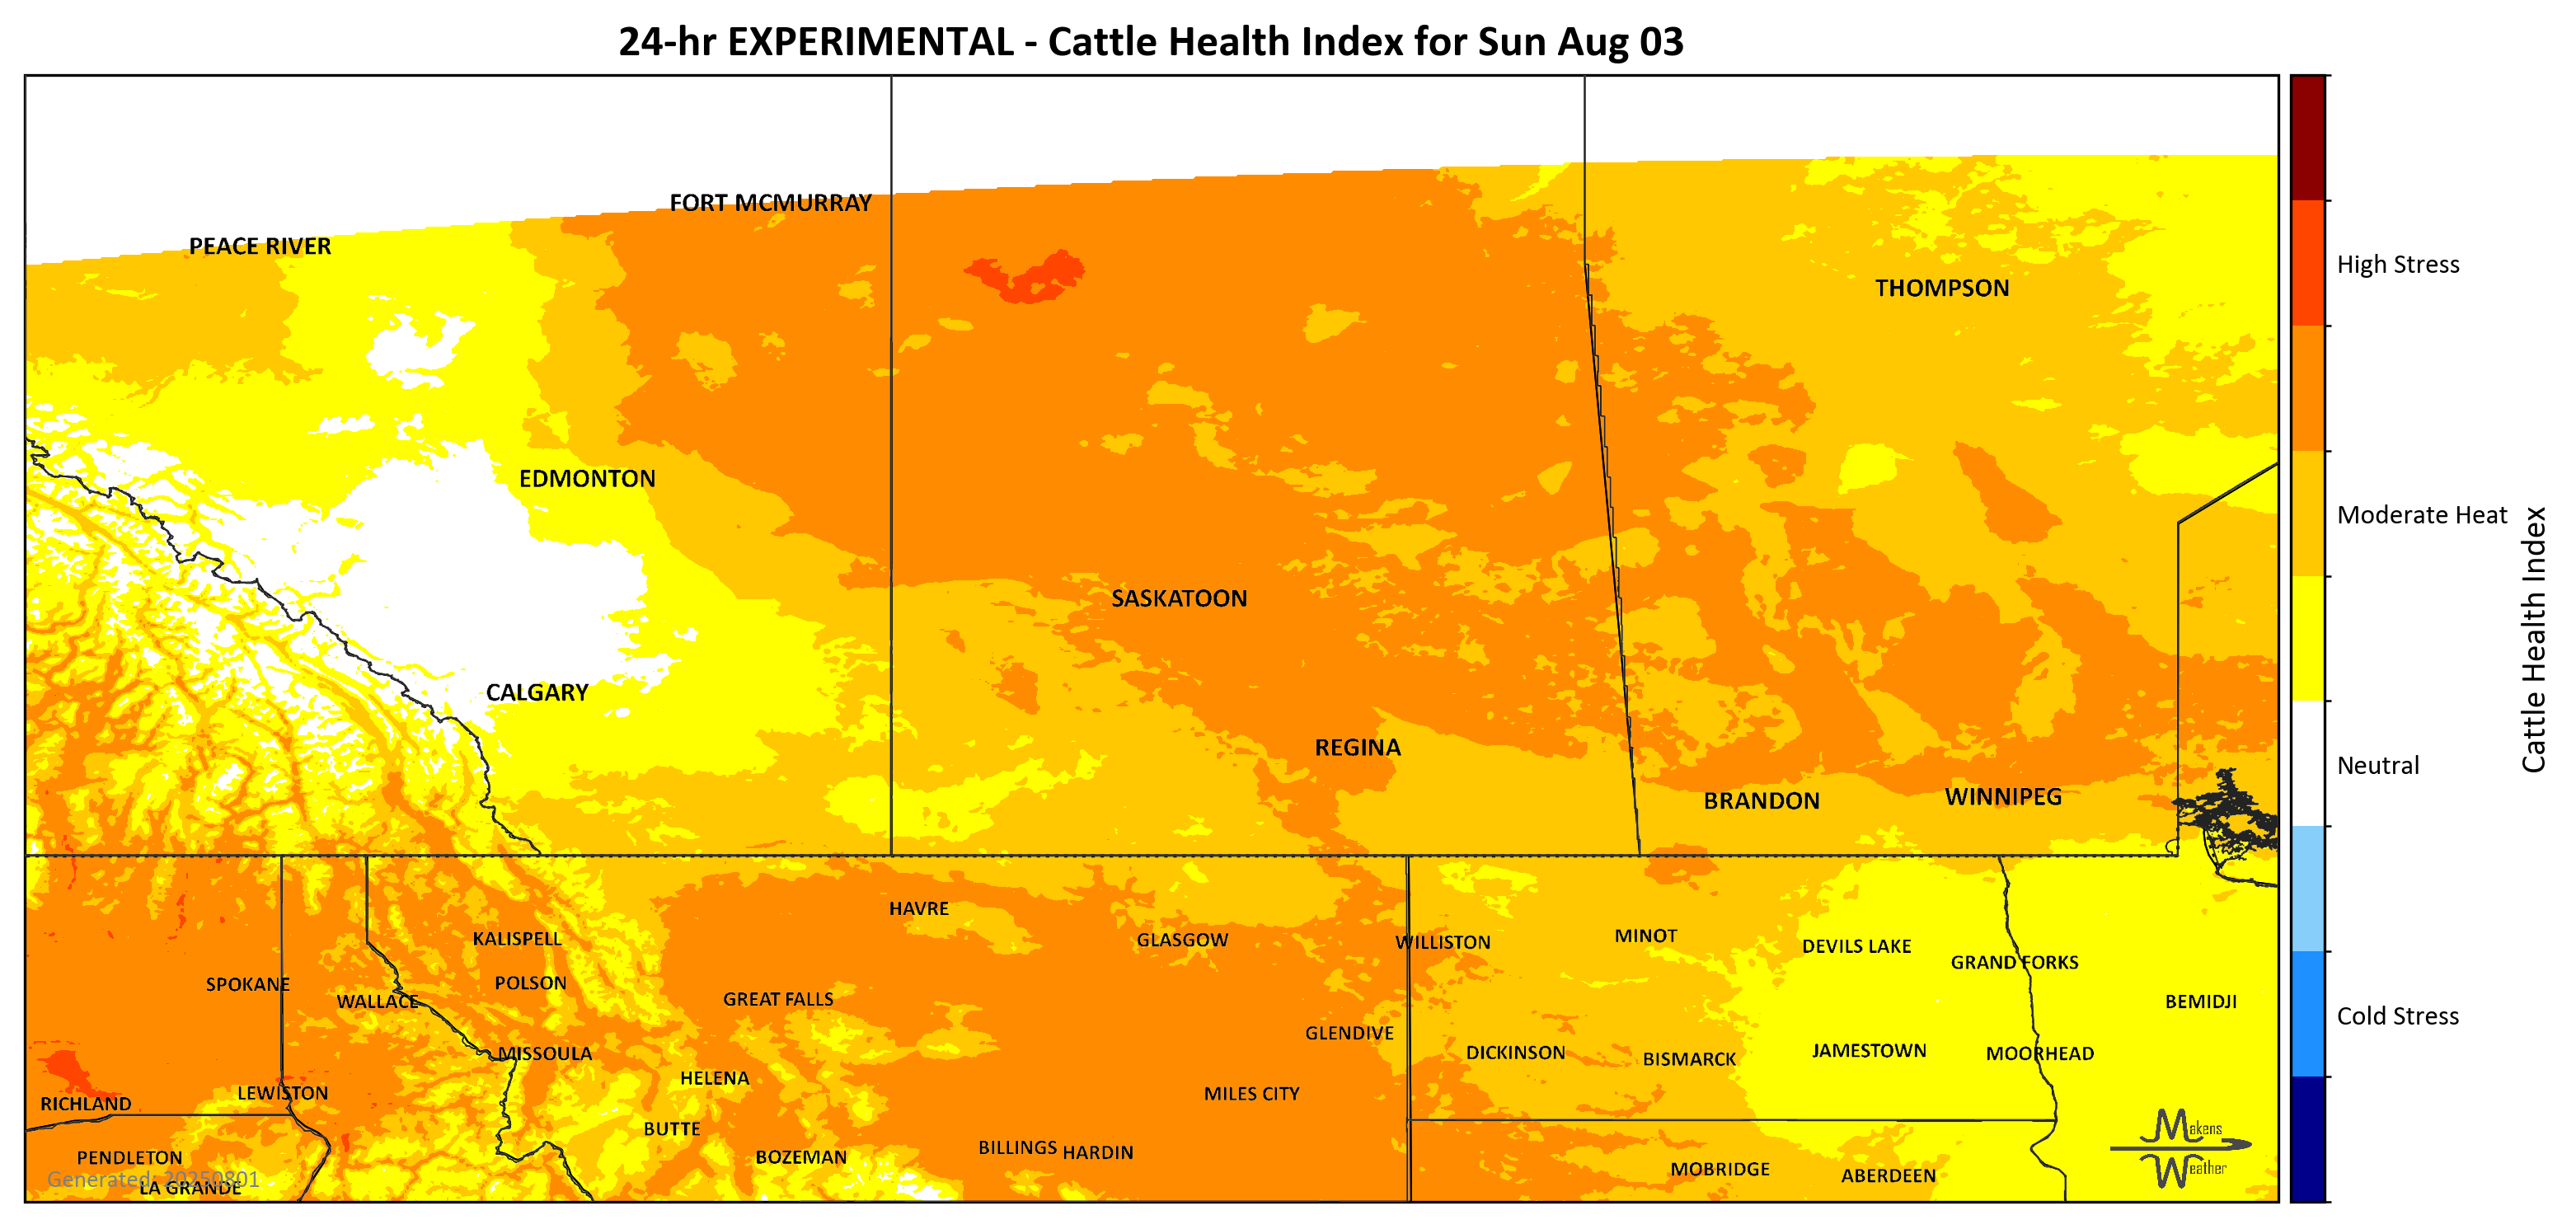 24-hr EXPERIMENTAL - Cattle Health Index for Sun Aug 03
FORT MCMURRAY
PEACE RIVER
High Stress
THOMPSON
EDMONTON
Moderate Heat
SASKATOON
Cattle Health Index
CALGARY
REGINA
Neutral
BRANDON
WINNIPEG
HAVRE
KALISPELL
GLASGOW
WILLISTON
MINOT
DEVILS LAKE
GRAND FORKS
SPOKANE
POLSON
WALLACE
GREAT FALLS
BEMIDJI
Cold Stress
GLENDIVE
MISSOULA
DICKINSON
BISMARCK
JAMESTOWN
MOORHEAD
HELENA
LEWISTON
MILES CITY
RICHLAND
BUTTE
Makens
Weather
PENDLETON
BOZEMAN
BILLINGS
HARDIN
MOBRIDGE
ABERDEEN
Generated: 20250801
LA GRANDE